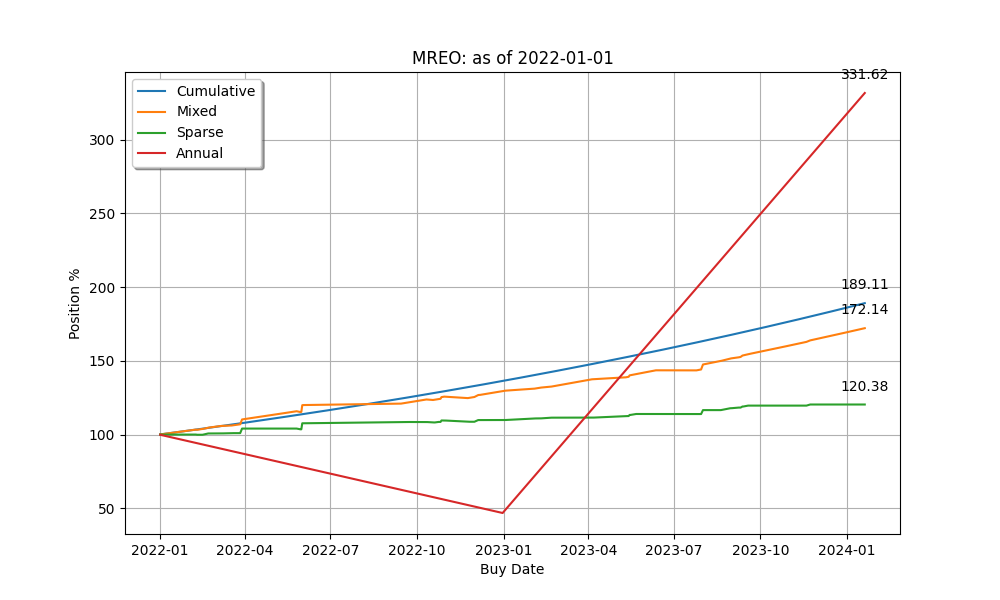 MREO: as of 2022-01-01
331.62
Cumulative
Mixed
Sparse
Annual
300
250
200
189.11
172.14
150
120.38
100
50
Position %
2022-01 2022-04 2022-07 2022-10 2023-01 2023-04 2023-07 2023-10 2024-01
Buy Date